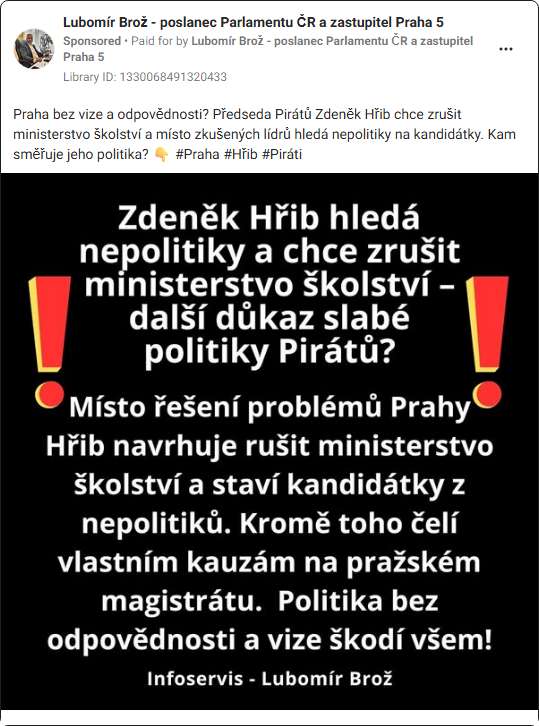 Lubomír Brož - poslanec Parlamentu ČR a zastupitel Praha 5
Sponsored • Paid for by Lubomír Brož - poslanec Parlamentu ČR a zastupitel
Praha 5
Library ID: 1330068491320433
Praha bez vize a odpovědnosti? Předseda Pirátů Zdeněk Hřib chce zrušit
ministerstvo školství a místo zkušených lídrů hledá nepolitiky na kandidátky. Kam
směřuje jeho politika? 👇 #Praha #Hřib #Piráti
Zdeněk Hřib hledá
nepolitiky a chce zrušit
ministerstvo školství –
další důkaz slabé
politiky Pirátů?
Místo řešení problémů Prahy
Hřib navrhuje rušit ministerstvo
školství a staví kandidátky z
nepolitiků. Kromě toho čelí
vlastním kauzám na pražském
magistrátu. Politika bez
odpovědnosti a vize škodí všem!
Infoservis - Lubomír Brož